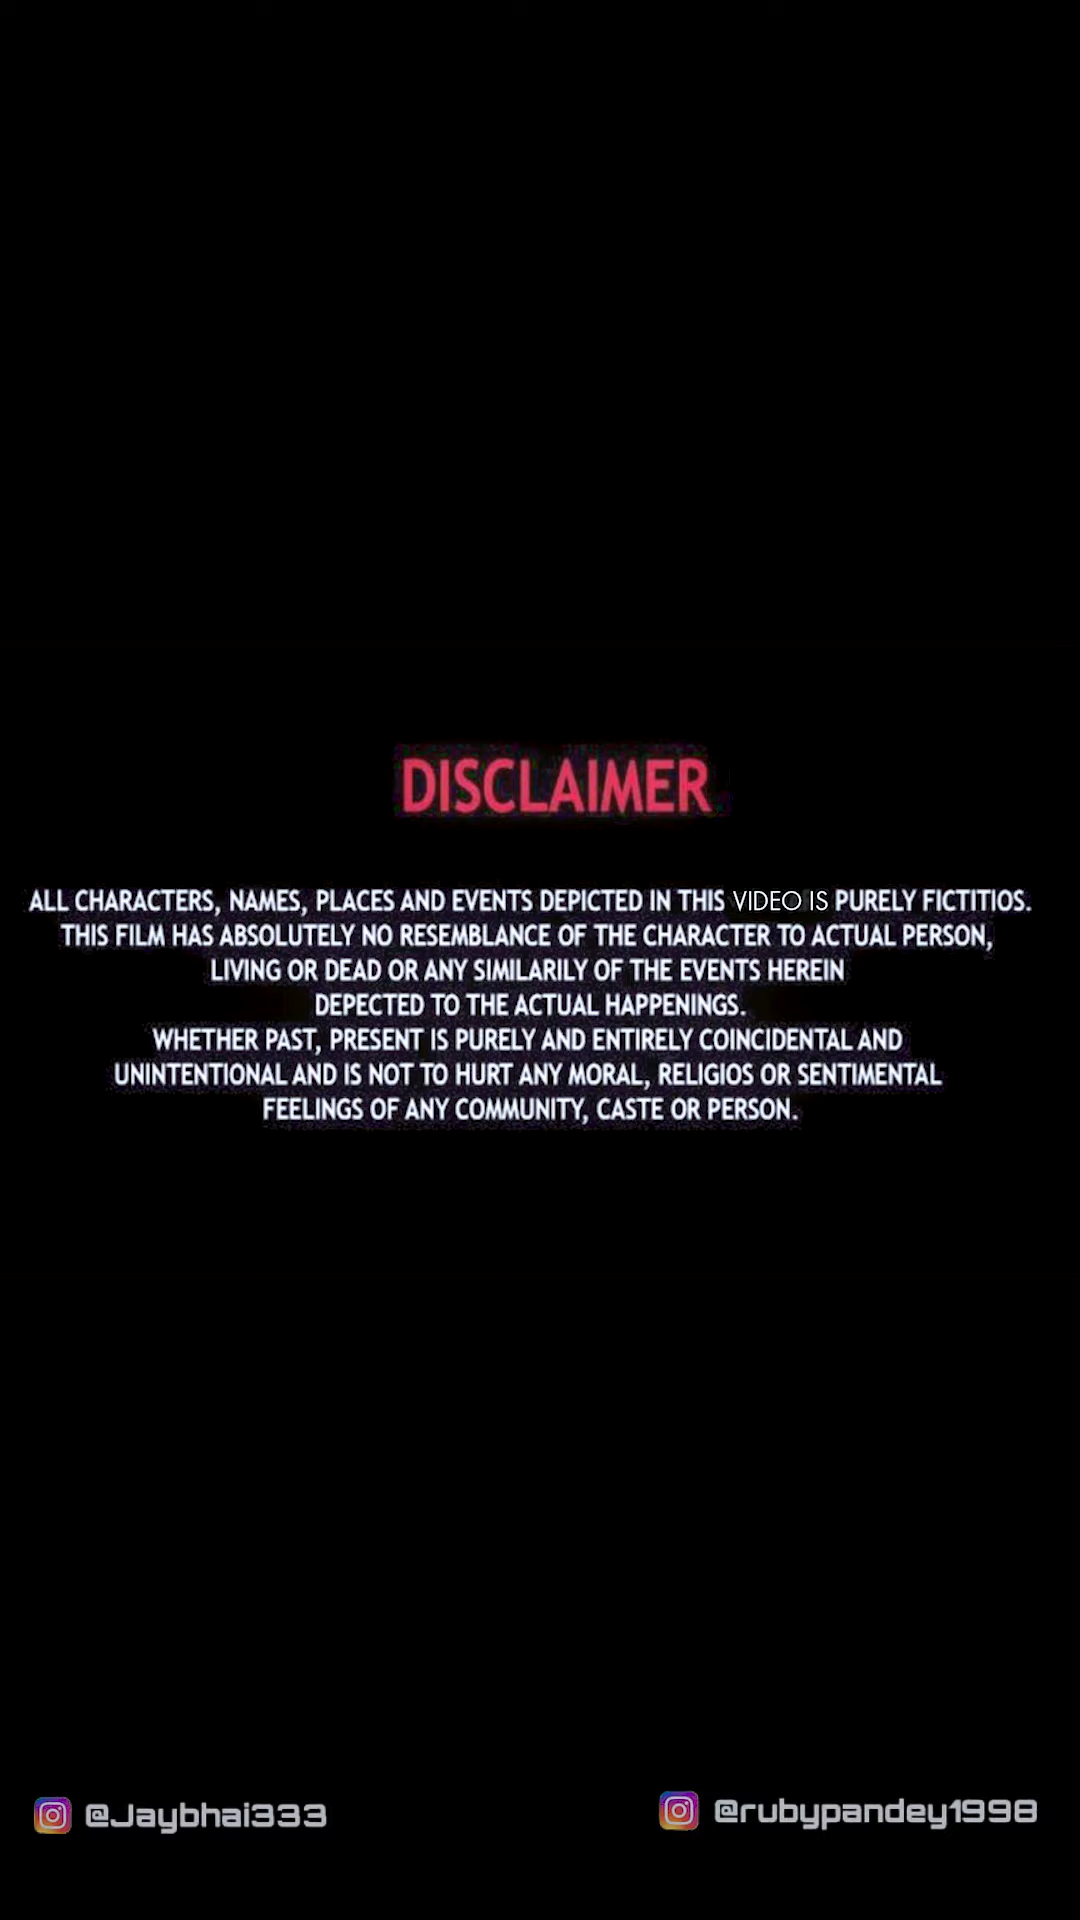 DISCLAIMER
ALL CHARACTERS, NAMES, PLACES AND EVENTS DEPICTED IN THIS VIDEO IS PURELY FICTITIOS.
THIS FILM HAS ABSOLUTELY NO RESEMBLANCE OF THE CHARACTER TO ACTUAL PERSON,
LIVING OR DEAD OR ANY SIMILARILY OF THE EVENTS HEREIN
DEPECTED TO THE ACTUAL HAPPENINGS.
WHETHER PAST, PRESENT IS PURELY AND ENTIRELY COINCIDENTAL AND
UNINTENTIONAL AND IS NOT TO HURT ANY MORAL, RELIGIOS OR SENTIMENTAL
FEELINGS OF ANY COMMUNITY, CASTE OR PERSON.
@Jaybhai333
@rubypandey1998